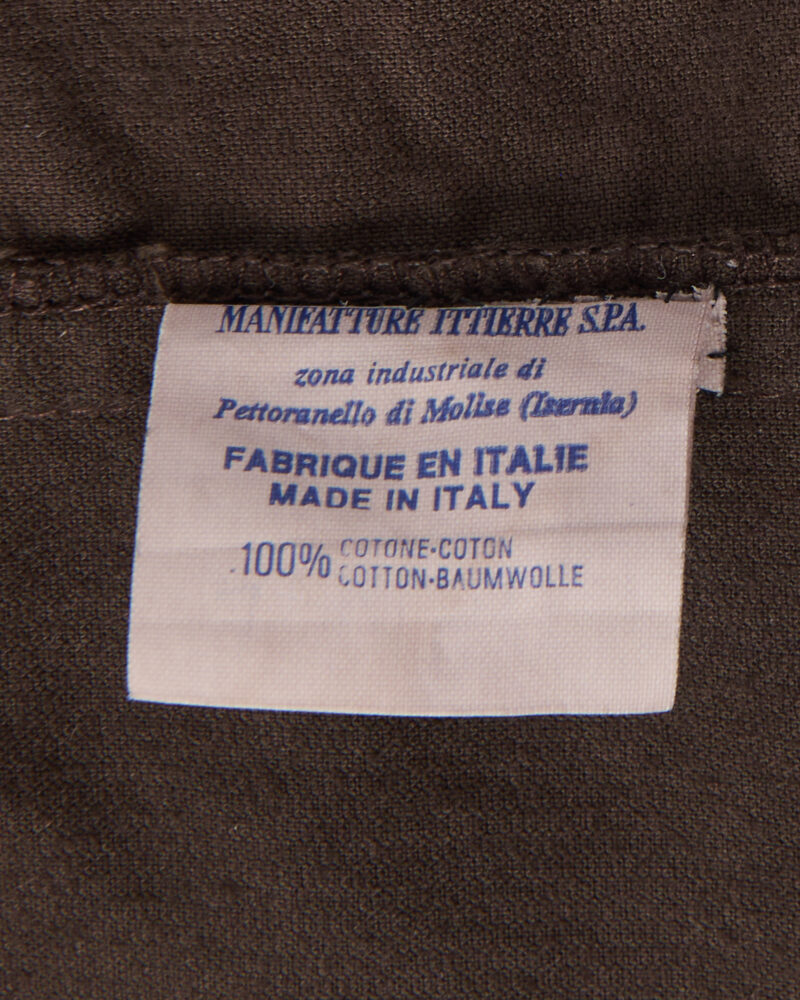 MANIFATTURE ITTIERRE S.P.A.
zona industriale di
Pettoranello di Molise (Isernia)
FABRIQUE EN ITALIE
MADE IN ITALY
100% COTONE-COTON
COTTON-BAUMWOLLE